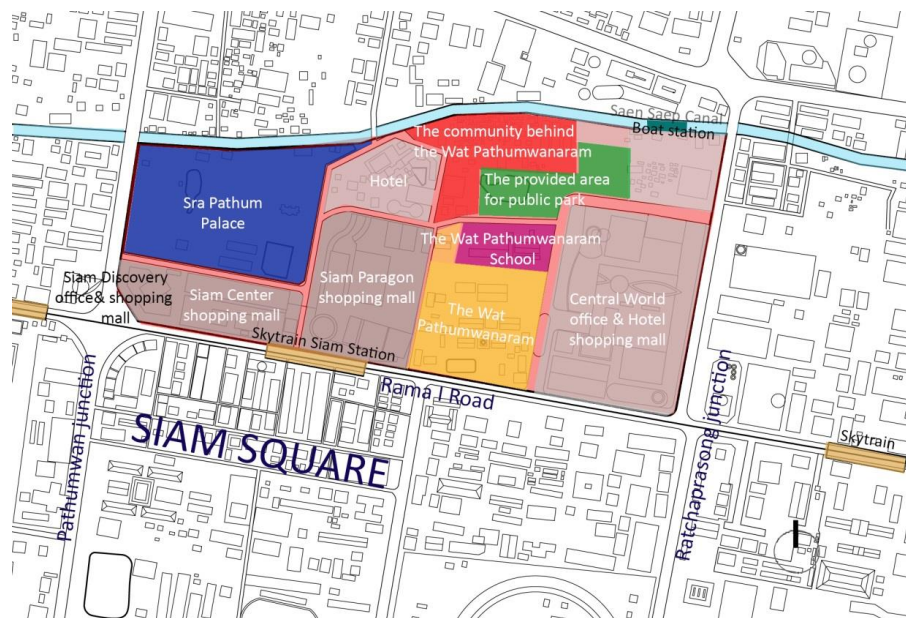 Saen Saep Canal
Boat station
The community behind
the Wat Pathumwanaram
Hotel
The provided area
for public park
Sra Pathum
Palace
The Wat Pathumwanaram
School
Siam Discovery
office& shopping
mall
Siam Center
shopping mall
Siam Paragon
shopping mall
The Wat
Pathumwanaram
Central World
office & Hotel
shopping mall
Skytrain Siam Station
Rama I Road
Skytrain
SIAM SQUARE
Pathumwan junction
Ratchaprasong junction